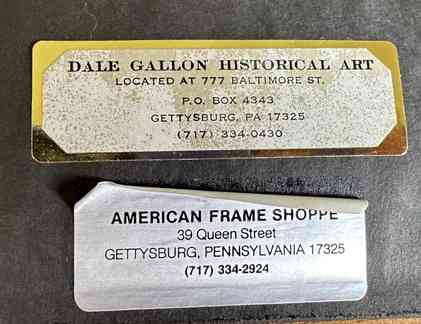 DALE GALLON HISTORICAL ART
LOCATED AT 777 BALTIMORE ST.
P.O. BOX 4343
GETTYSBURG, PA 17325
(717) 334-0430
AMERICAN FRAME SHOPPE
39 Queen Street
GETTYSBURG, PENNSYLVANIA 17325
(717) 334-2924